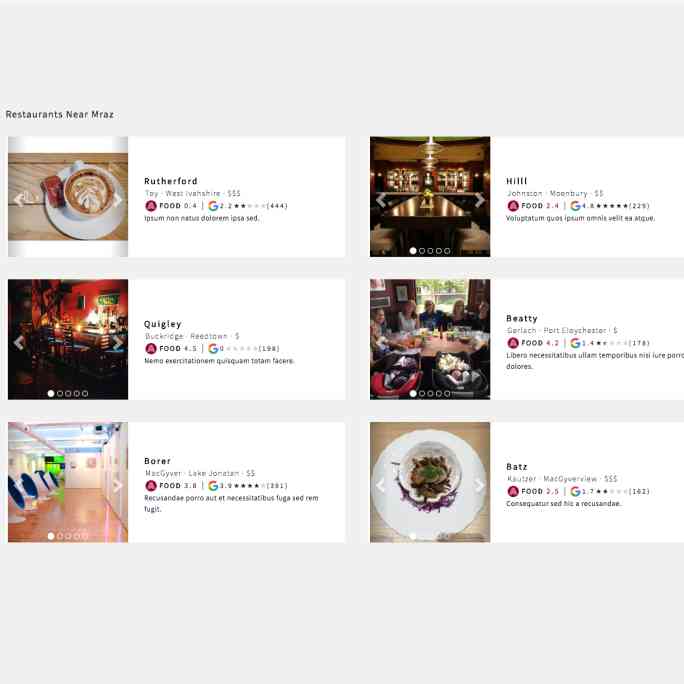 Restaurants Near Mraz
Rutherford
Toy · West Ivahshire · $$$
FOOD 0.4 | G 2.2 ★★☆☆☆ (444)
Ipsum non natus dolorem ipsa sed.
Hilll
Johnston · Moonbury · $$
FOOD 2.4 | G 4.8 ★★★★★ (229)
Voluptatum quos ipsum omnis velit ea atque.
Quigley
Buckridge · Reedtown · $
FOOD 4.5 | G 0 ☆☆☆☆☆ (198)
Nemo exercitationem quisquam totam facere.
Beatty
Gerlach · Port Eloychester · $
FOOD 4.2 | G 1.4 ★☆☆☆☆ (178)
Libero necessitatibus ullam temporibus nisi iure porro
dolores.
Borer
MacGyver · Lake Jonatan · $$
FOOD 3.8 | G 3.9 ★★★★☆ (391)
Recusandae porro aut et necessitatibus fuga sed rem
fugit.
Batz
Kautzer · MacGyverview · $$$
FOOD 2.5 | G 1.7 ★★☆☆☆ (162)
Consequatur sed hic a recusandae.